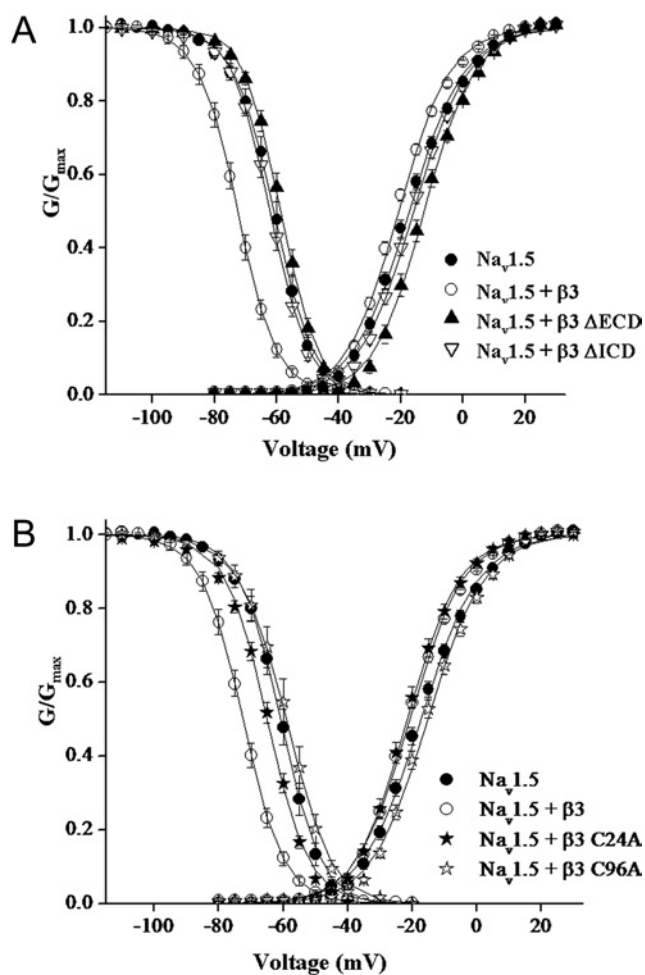 A
G/Gmax
1.0
0.8
0.6
0.4
0.2
0.0
Nav1.5
Nav1.5 + β3
Nav1.5 + β3 ΔECD
Nav1.5 + β3 ΔICD
-100 -80 -60 -40 -20 0 20
Voltage (mV)
B
G/Gmax
1.0
0.8
0.6
0.4
0.2
0.0
Nav1.5
Nav1.5 + β3
Nav1.5 + β3 C24A
Nav1.5 + β3 C96A
-100 -80 -60 -40 -20 0 20
Voltage (mV)